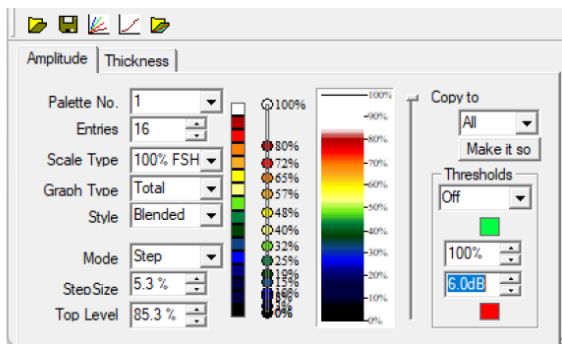 Amplitude Thickness
Palette No. 1
Entries 16
Scale Type 100% FSH
Graph Type Total
Style Blended
Mode Step
StepSize 5.3 %
Top Level 85.3 %
100%
80%
72%
65%
57%
48%
40%
32%
25%
19%
15%
0%
100%
90%
80%
70%
60%
50%
40%
30%
20%
10%
0%
Copy to
All
Make it so
Thresholds
Off
100%
6.0dB